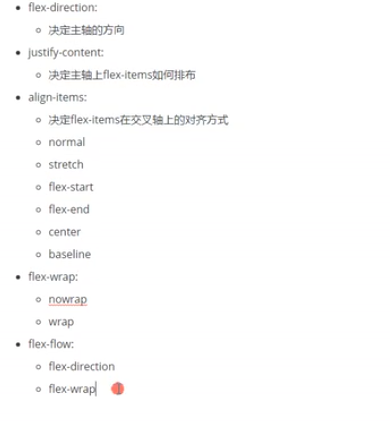 flex-direction:
决定主轴的方向
justify-content:
决定主轴上flex-items如何排布
align-items:
决定flex-items在交叉轴上的对齐方式
normal
stretch
flex-start
flex-end
center
baseline
flex-wrap:
nowrap
wrap
flex-flow:
flex-direction
flex-wrap